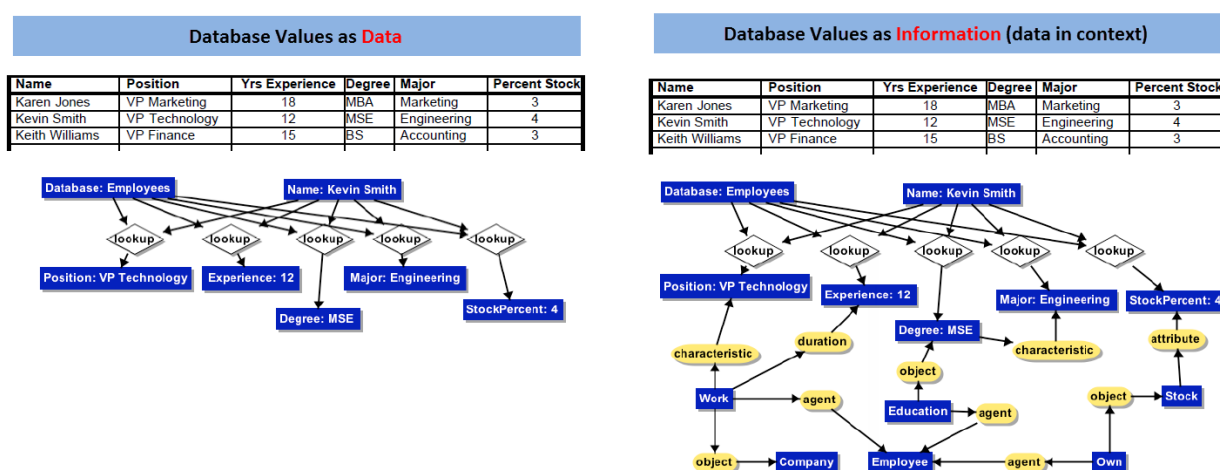 Database Values as Data
Name Position Yrs Experience Degree Major Percent Stock
Karen Jones VP Marketing 18 MBA Marketing 3
Kevin Smith VP Technology 12 MSE Engineering 4
Keith Williams VP Finance 15 BS Accounting 3
Database: Employees Name: Kevin Smith
lookup lookup lookup lookup lookup
Position: VP Technology Experience: 12 Major: Engineering
StockPercent: 4
Degree: MSE
Database Values as Information (data in context)
Name Position Yrs Experience Degree Major Percent Stock
Karen Jones VP Marketing 18 MBA Marketing 3
Kevin Smith VP Technology 12 MSE Engineering 4
Keith Williams VP Finance 15 BS Accounting 3
Database: Employees Name: Kevin Smith
lookup lookup lookup lookup lookup
Position: VP Technology Experience: 12 Major: Engineering StockPercent: 4
Degree: MSE
characteristic duration characteristic attribute
object
Work agent Education agent object Stock
object Company Employee agent Own